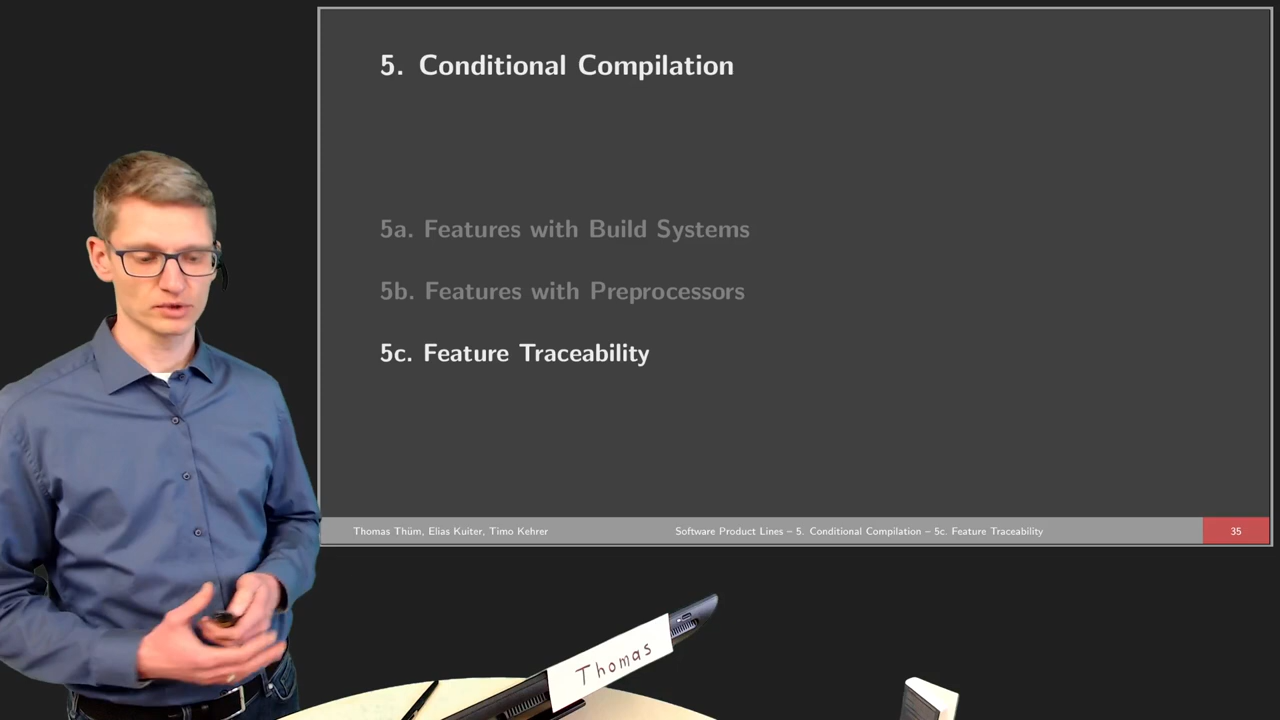 5. Conditional Compilation
5a. Features with Build Systems
5b. Features with Preprocessors
5c. Feature Traceability
Thomas Thüm, Elias Kuiter, Timo Kehrer Software Product Lines – 5. Conditional Compilation – 5c. Feature Traceability 35
Thomas